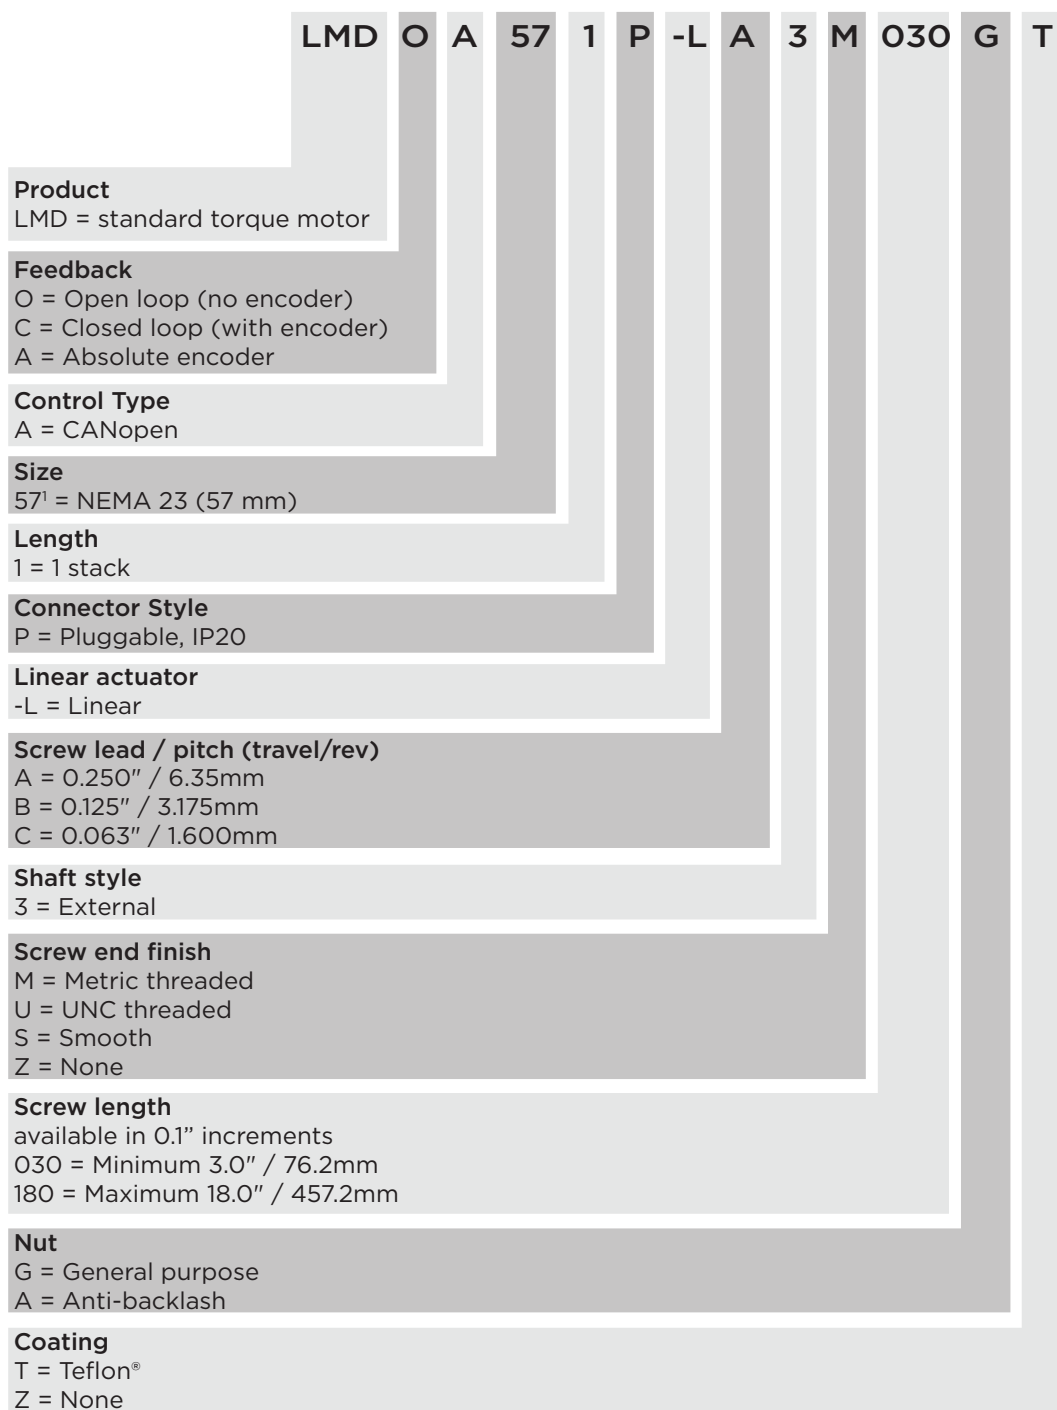 LMD O A 57 1 P -L A 3 M 030 G T
Product
LMD = standard torque motor
Feedback
O = Open loop (no encoder)
C = Closed loop (with encoder)
A = Absolute encoder
Control Type
A = CANopen
Size
57¹ = NEMA 23 (57 mm)
Length
1 = 1 stack
Connector Style
P = Pluggable, IP20
Linear actuator
-L = Linear
Screw lead / pitch (travel/rev)
A = 0.250" / 6.35mm
B = 0.125" / 3.175mm
C = 0.063" / 1.600mm
Shaft style
3 = External
Screw end finish
M = Metric threaded
U = UNC threaded
S = Smooth
Z = None
Screw length
available in 0.1” increments
030 = Minimum 3.0" / 76.2mm
180 = Maximum 18.0" / 457.2mm
Nut
G = General purpose
A = Anti-backlash
Coating
T = Teflon®
Z = None